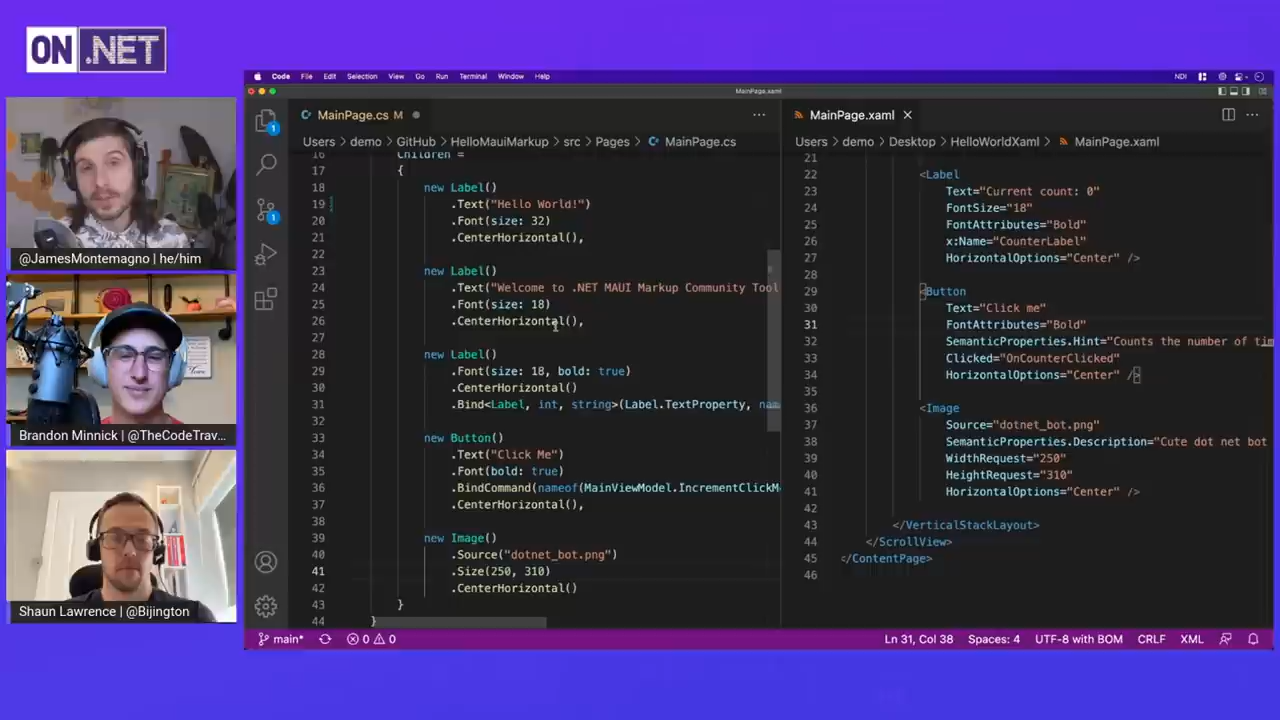 ON .NET
Code File Edit Selection View Go Run Terminal Window Help
NDI
MainPage.xaml
@JamesMontemagno | he/him
Brandon Minnick | @TheCodeTrav...
Shaun Lawrence | @Bijington
1
1
MainPage.cs M
Users > demo > GitHub > HelloMauiMarkup > src > Pages > MainPage.cs
16 Children =
17 {
18 new Label()
19 .Text("Hello World!")
20 .Font(size: 32)
21 .CenterHorizontal(),
22
23 new Label()
24 .Text("Welcome to .NET MAUI Markup Community Tool
25 .Font(size: 18)
26 .CenterHorizontal(),
27
28 new Label()
29 .Font(size: 18, bold: true)
30 .CenterHorizontal()
31 .Bind<Label, int, string>(Label.TextProperty, nam
32
33 new Button()
34 .Text("Click Me")
35 .Font(bold: true)
36 .BindCommand(nameof(MainViewModel.IncrementClickM
37 .CenterHorizontal(),
38
39 new Image()
40 .Source("dotnet_bot.png")
41 .Size(250, 310)
42 .CenterHorizontal()
43 }
44 }
MainPage.xaml
Users > demo > Desktop > HelloWorldXaml > MainPage.xaml
21
22 <Label
23 Text="Current count: 0"
24 FontSize="18"
25 FontAttributes="Bold"
26 x:Name="CounterLabel"
27 HorizontalOptions="Center" />
28
29 <Button
30 Text="Click me"
31 FontAttributes="Bold"
32 SemanticProperties.Hint="Counts the number of tim
33 Clicked="OnCounterClicked"
34 HorizontalOptions="Center" />
35
36 <Image
37 Source="dotnet_bot.png"
38 SemanticProperties.Description="Cute dot net bot
39 WidthRequest="250"
40 HeightRequest="310"
41 HorizontalOptions="Center" />
42
43 </VerticalStackLayout>
44 </ScrollView>
45 </ContentPage>
46
main* 0 0
Ln 31, Col 38 Spaces: 4 UTF-8 with BOM CRLF XML